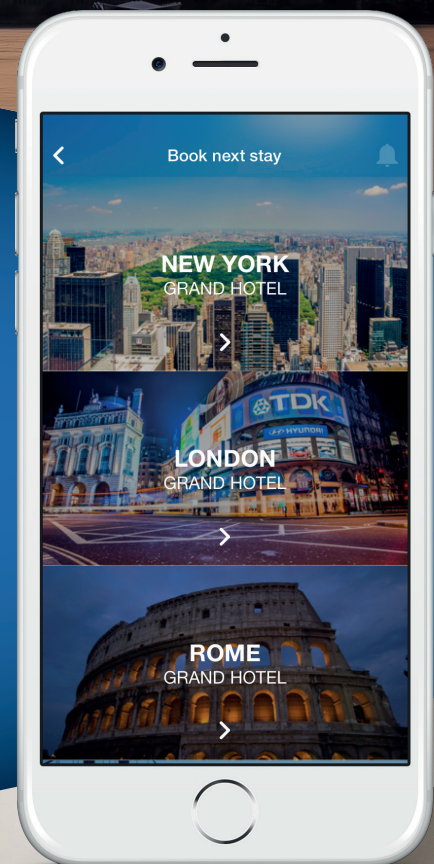 Book next stay
NEW YORK
GRAND HOTEL
TDK
HYUNDAI
LONDON
GRAND HOTEL
ROME
GRAND HOTEL